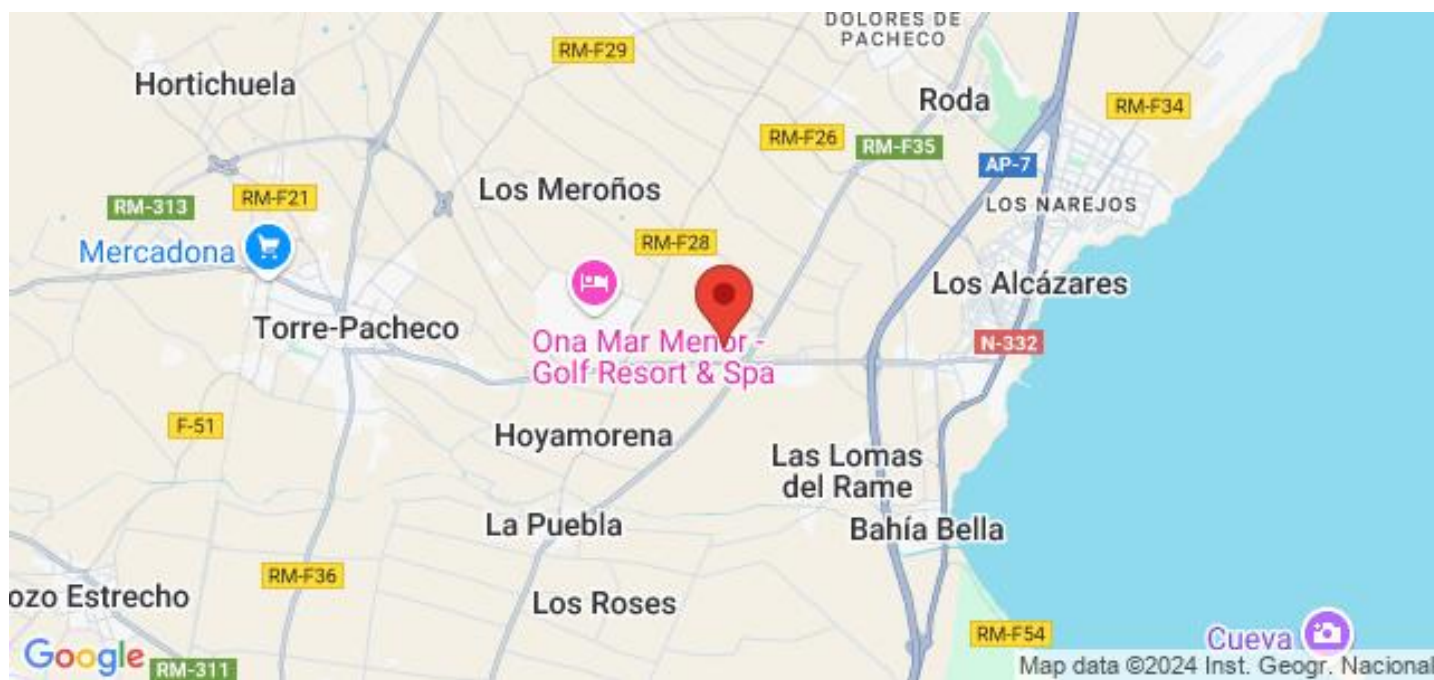 DOLORES DE
PACHECO
RM-F29
Hortichuela
Roda
RM-F34
RM-F26
RM-F35
AP-7
Los Meroños
RM-F21
RM-313
LOS NAREJOS
Mercadona
RM-F28
Los Alcázares
Torre-Pacheco
Ona Mar Menor -
Golf Resort & Spa
N-332
F-51
Hoyamorena
Las Lomas
del Rame
La Puebla
Bahía Bella
RM-F36
ozo Estrecho
Los Roses
RM-F54
Cueva
Google
RM-311
Map data ©2024 Inst. Geogr. Nacional